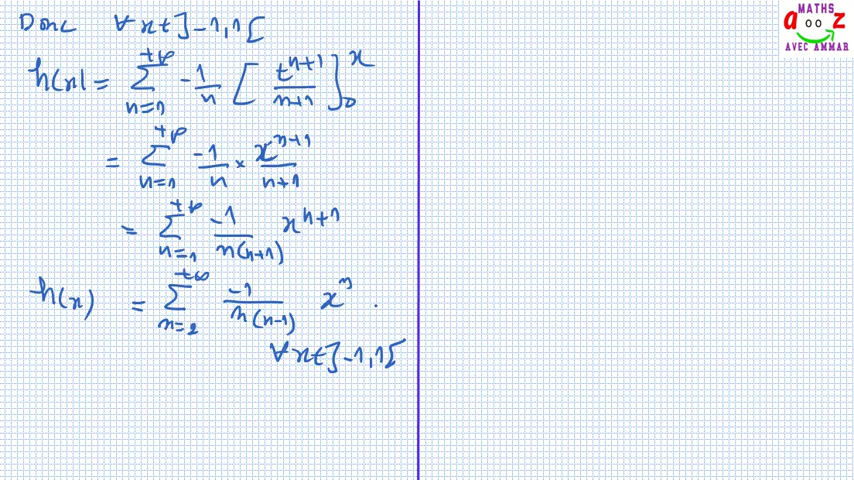 Donc ∀x∈]-1,1[
h(x) = ∑_{n=1}^{+∞} -1/n [ t^{n+1}/(n+1) ]_0^x
= ∑_{n=1}^{+∞} -1/n × x^{n+1}/(n+1)
= ∑_{n=1}^{+∞} -1/(n(n+1)) x^{n+1}
h(x) = ∑_{n=2}^{+∞} -1/(n(n-1)) x^n .
∀x∈]-1,1[
MATHS
a oo z
AVEC AMMAR